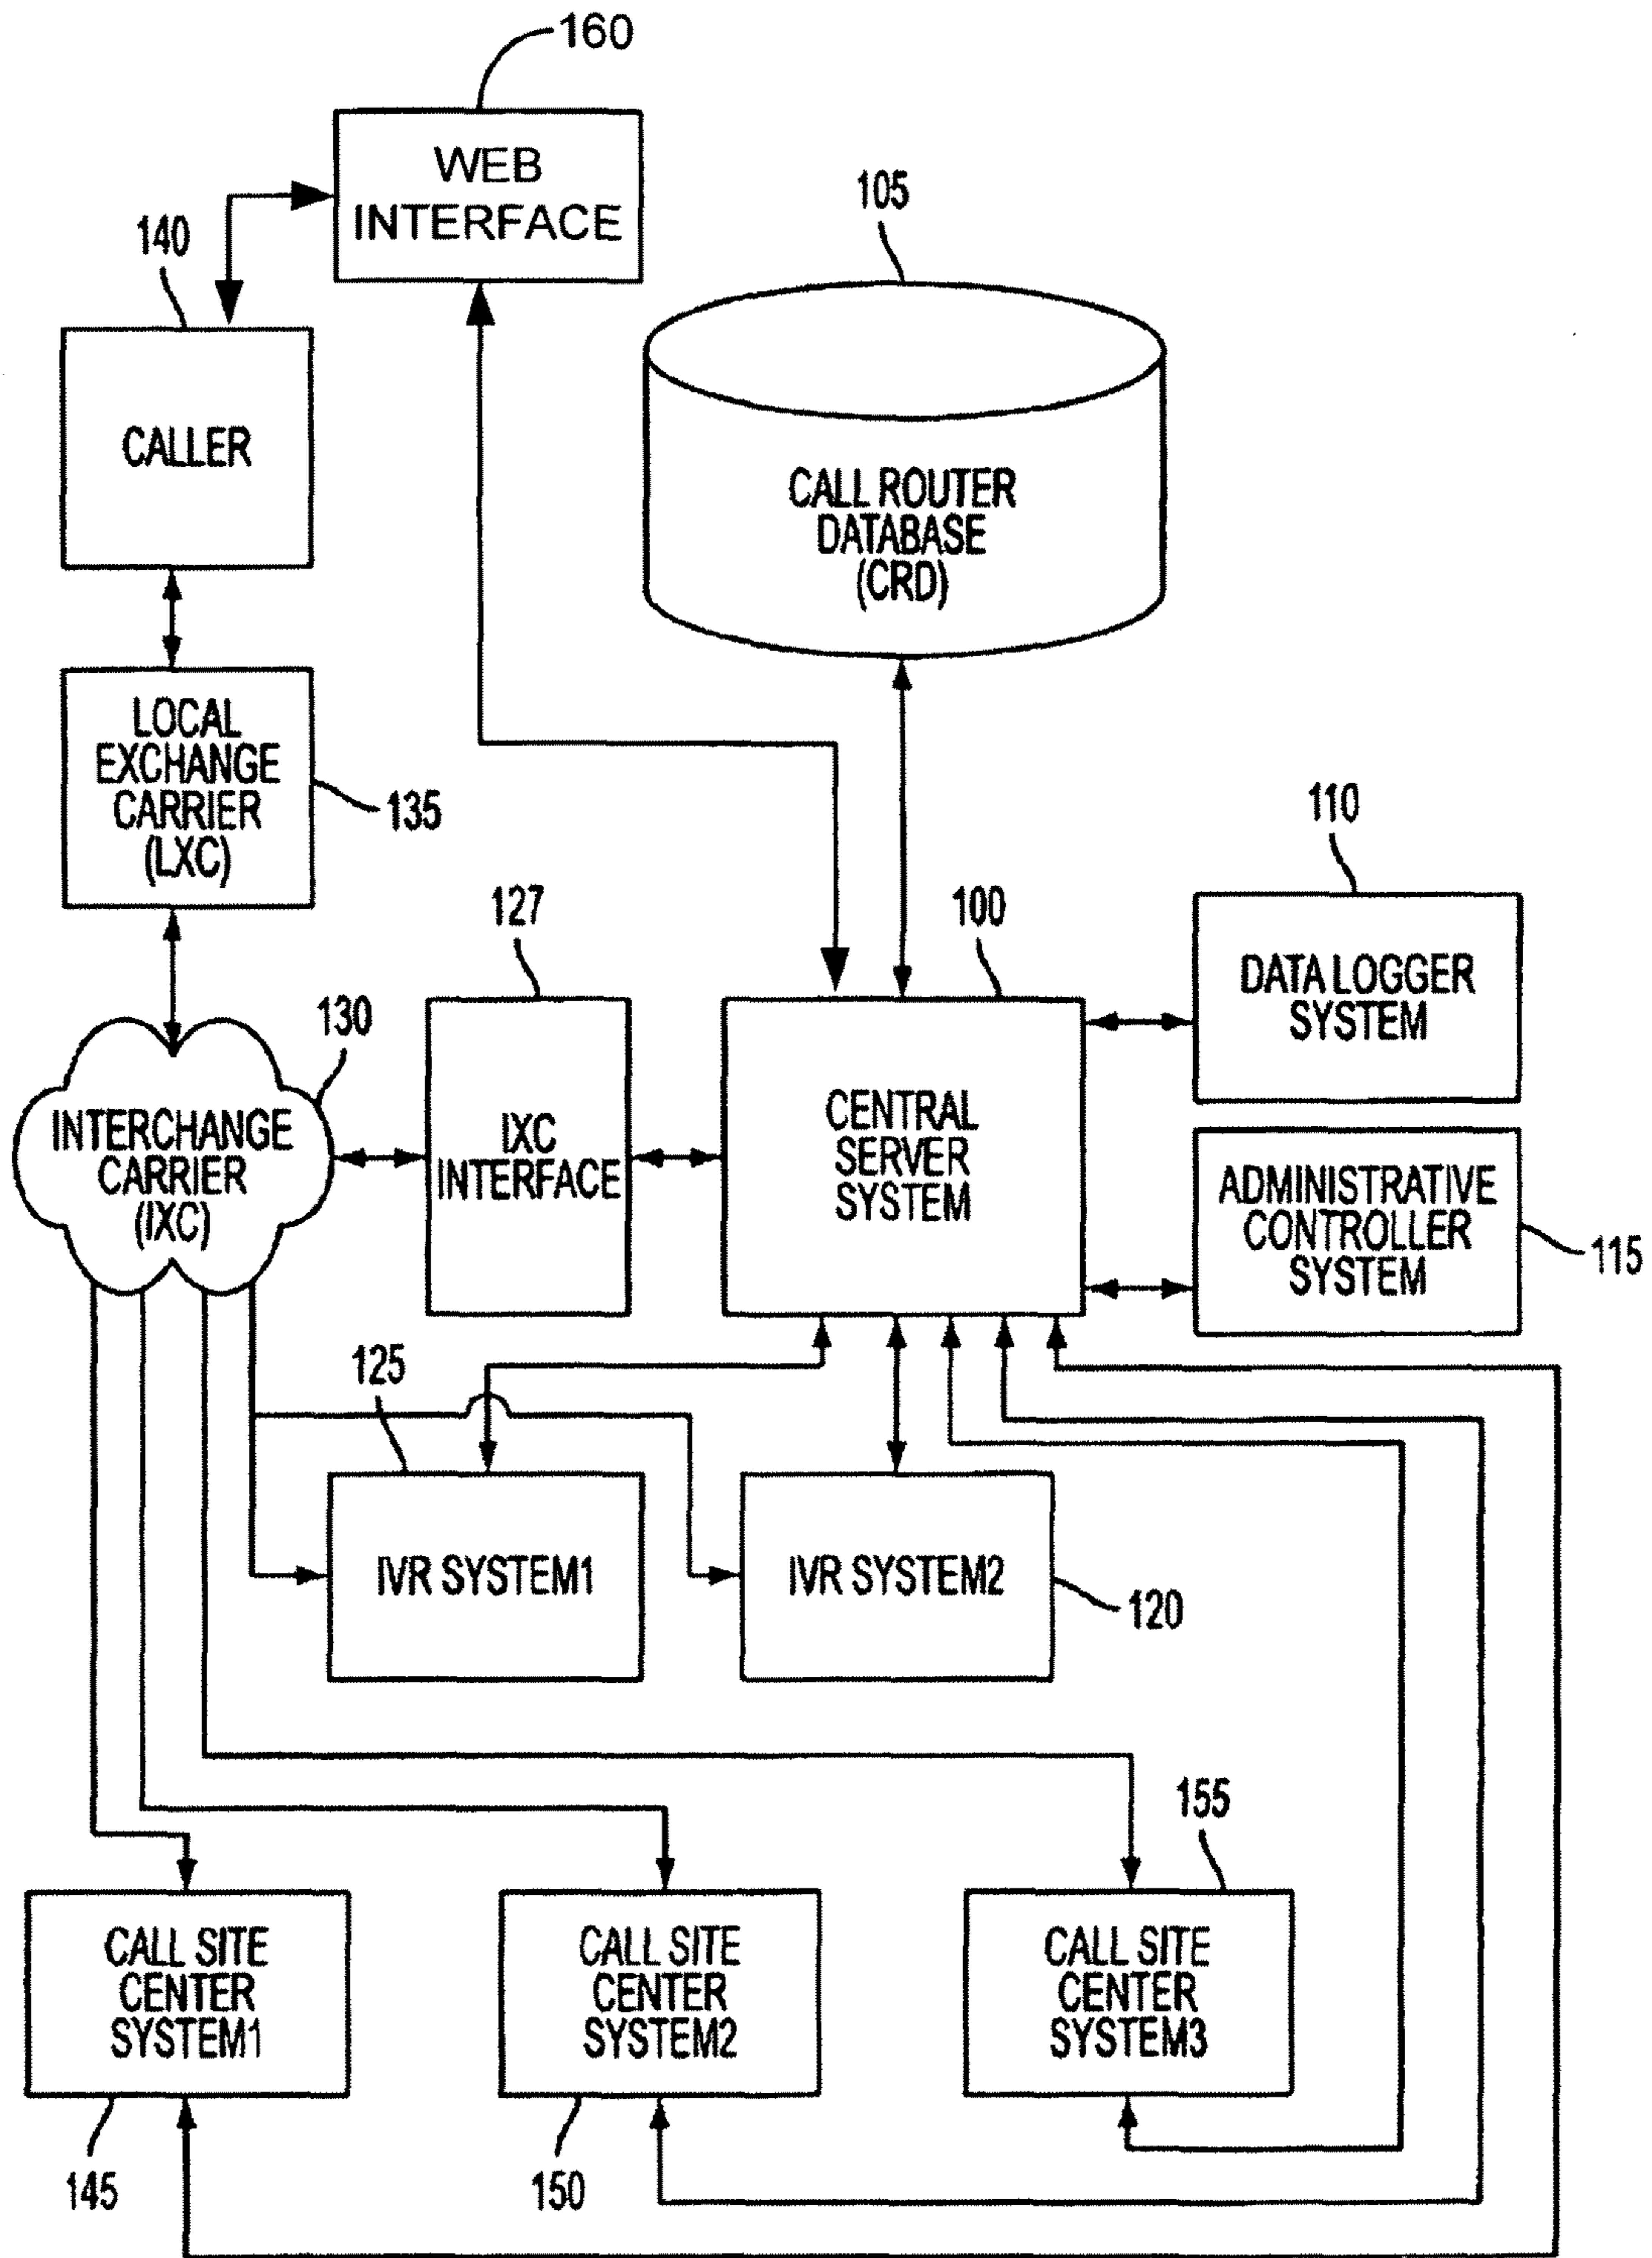 160
WEB
INTERFACE
105
140
CALLER
CALL ROUTER
DATABASE
(CRD)
LOCAL
EXCHANGE
CARRIER
(LXC)
135
110
127
100
DATA LOGGER
SYSTEM
130
INTERCHANGE
CARRIER
(IXC)
IXC
INTERFACE
CENTRAL
SERVER
SYSTEM
ADMINISTRATIVE
CONTROLLER
SYSTEM
115
125
IVR SYSTEM1
IVR SYSTEM2
120
155
CALL SITE
CENTER
SYSTEM1
CALL SITE
CENTER
SYSTEM2
CALL SITE
CENTER
SYSTEM3
145
150